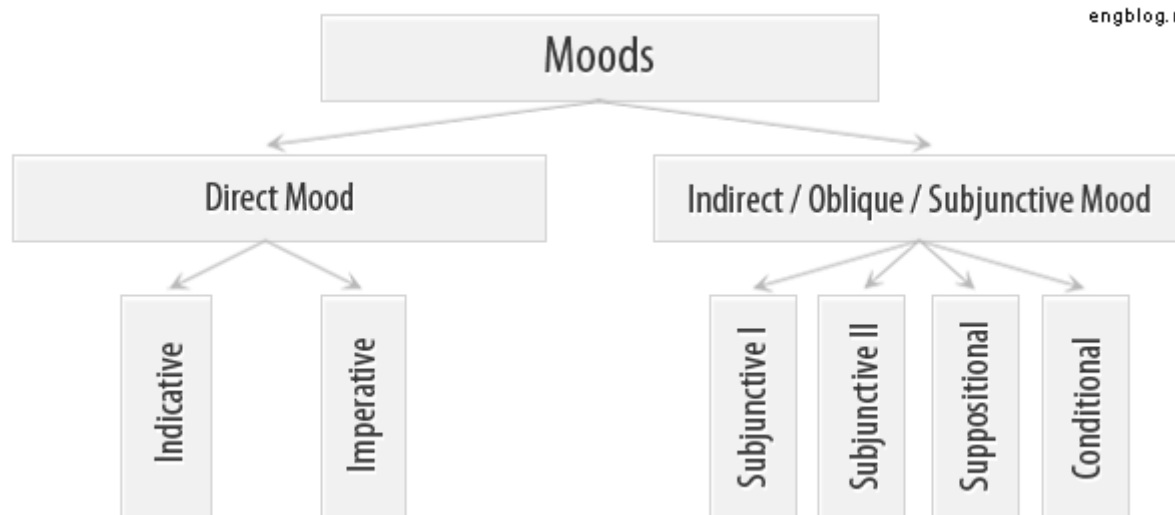 engblog.
Moods
Direct Mood
Indirect / Oblique / Subjunctive Mood
Indicative
Imperative
Subjunctive I
Subjunctive II
Suppositional
Conditional